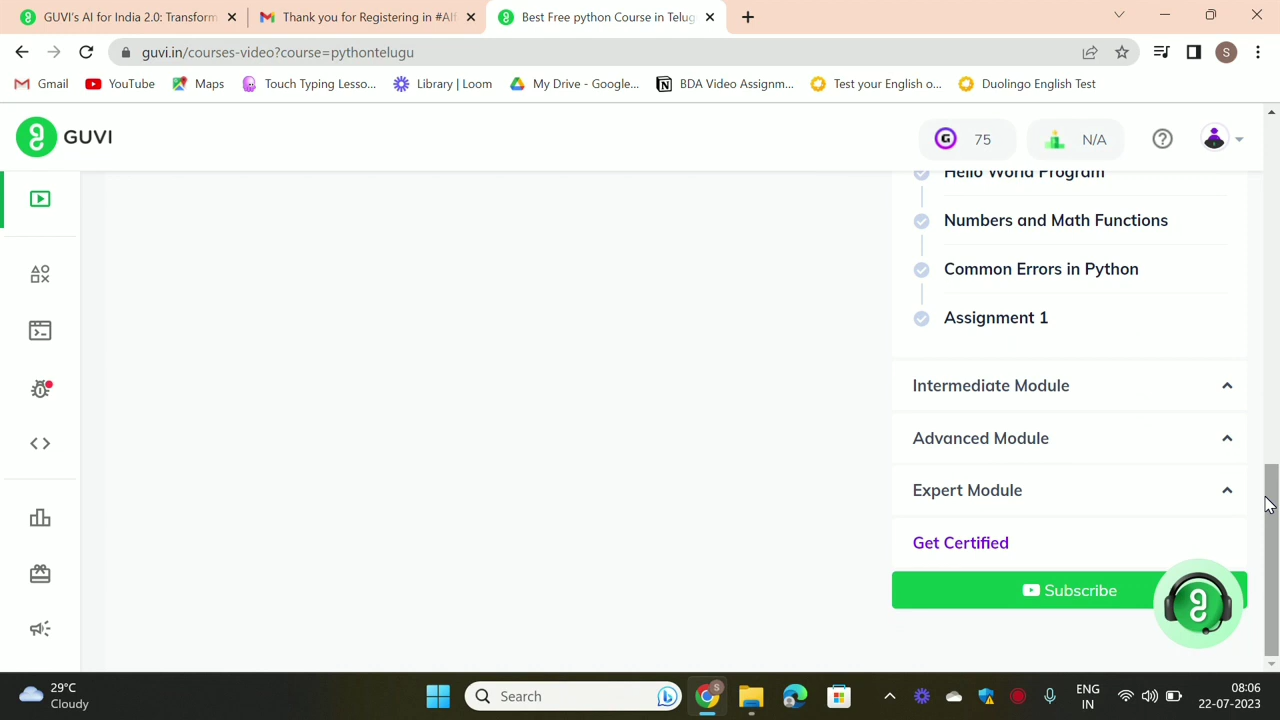 GUVI's AI for India 2.0: Transform
Thank you for Registering in #AIf
Best Free python Course in Telug
guvi.in/courses-video?course=pythontelugu
S
Gmail
YouTube
Maps
Touch Typing Lesso...
Library | Loom
My Drive - Google...
BDA Video Assignm...
Test your English o...
Duolingo English Test
GUVI
G 75
N/A
Hello World Program
Numbers and Math Functions
Common Errors in Python
Assignment 1
Intermediate Module
Advanced Module
Expert Module
Get Certified
Subscribe
29°C
Cloudy
Search
S
ENG
IN
08:06
22-07-2023